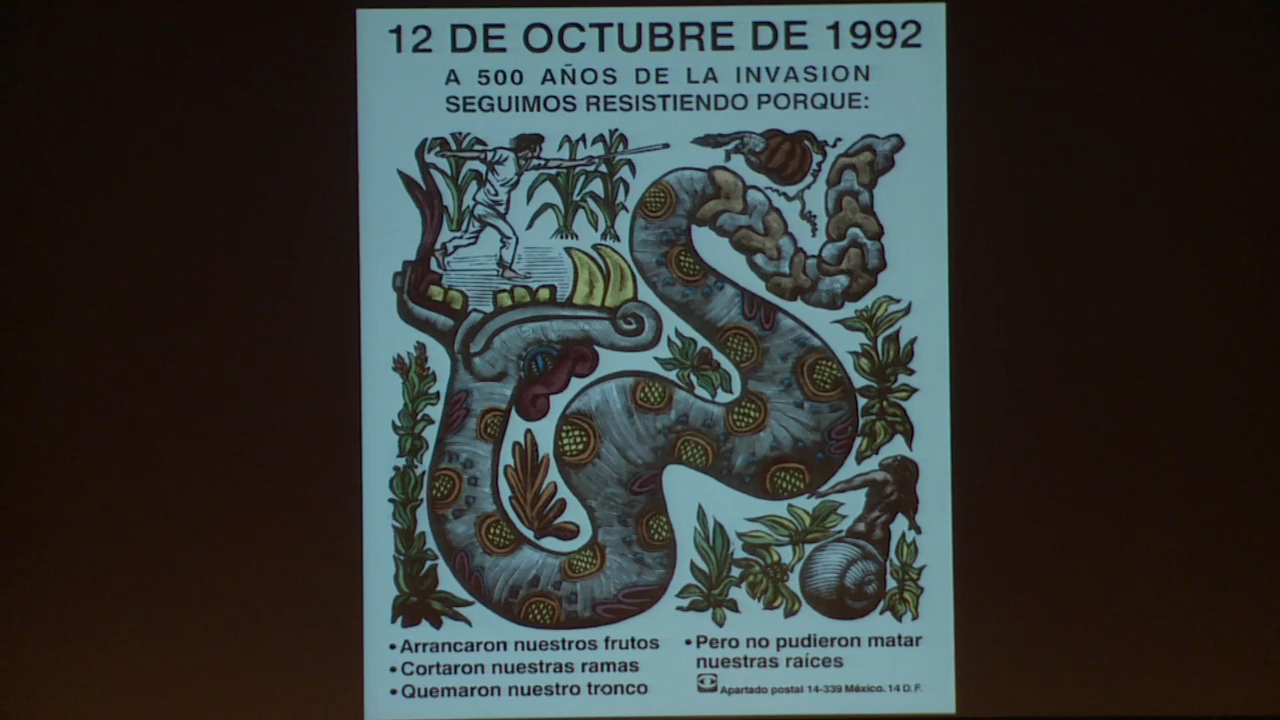 12 DE OCTUBRE DE 1992
A 500 AÑOS DE LA INVASION
SEGUIMOS RESISTIENDO PORQUE:
• Arrancaron nuestros frutos
• Cortaron nuestras ramas
• Quemaron nuestro tronco
• Pero no pudieron matar
nuestras raíces
Apartado postal 14-339 México. 14 D.F.